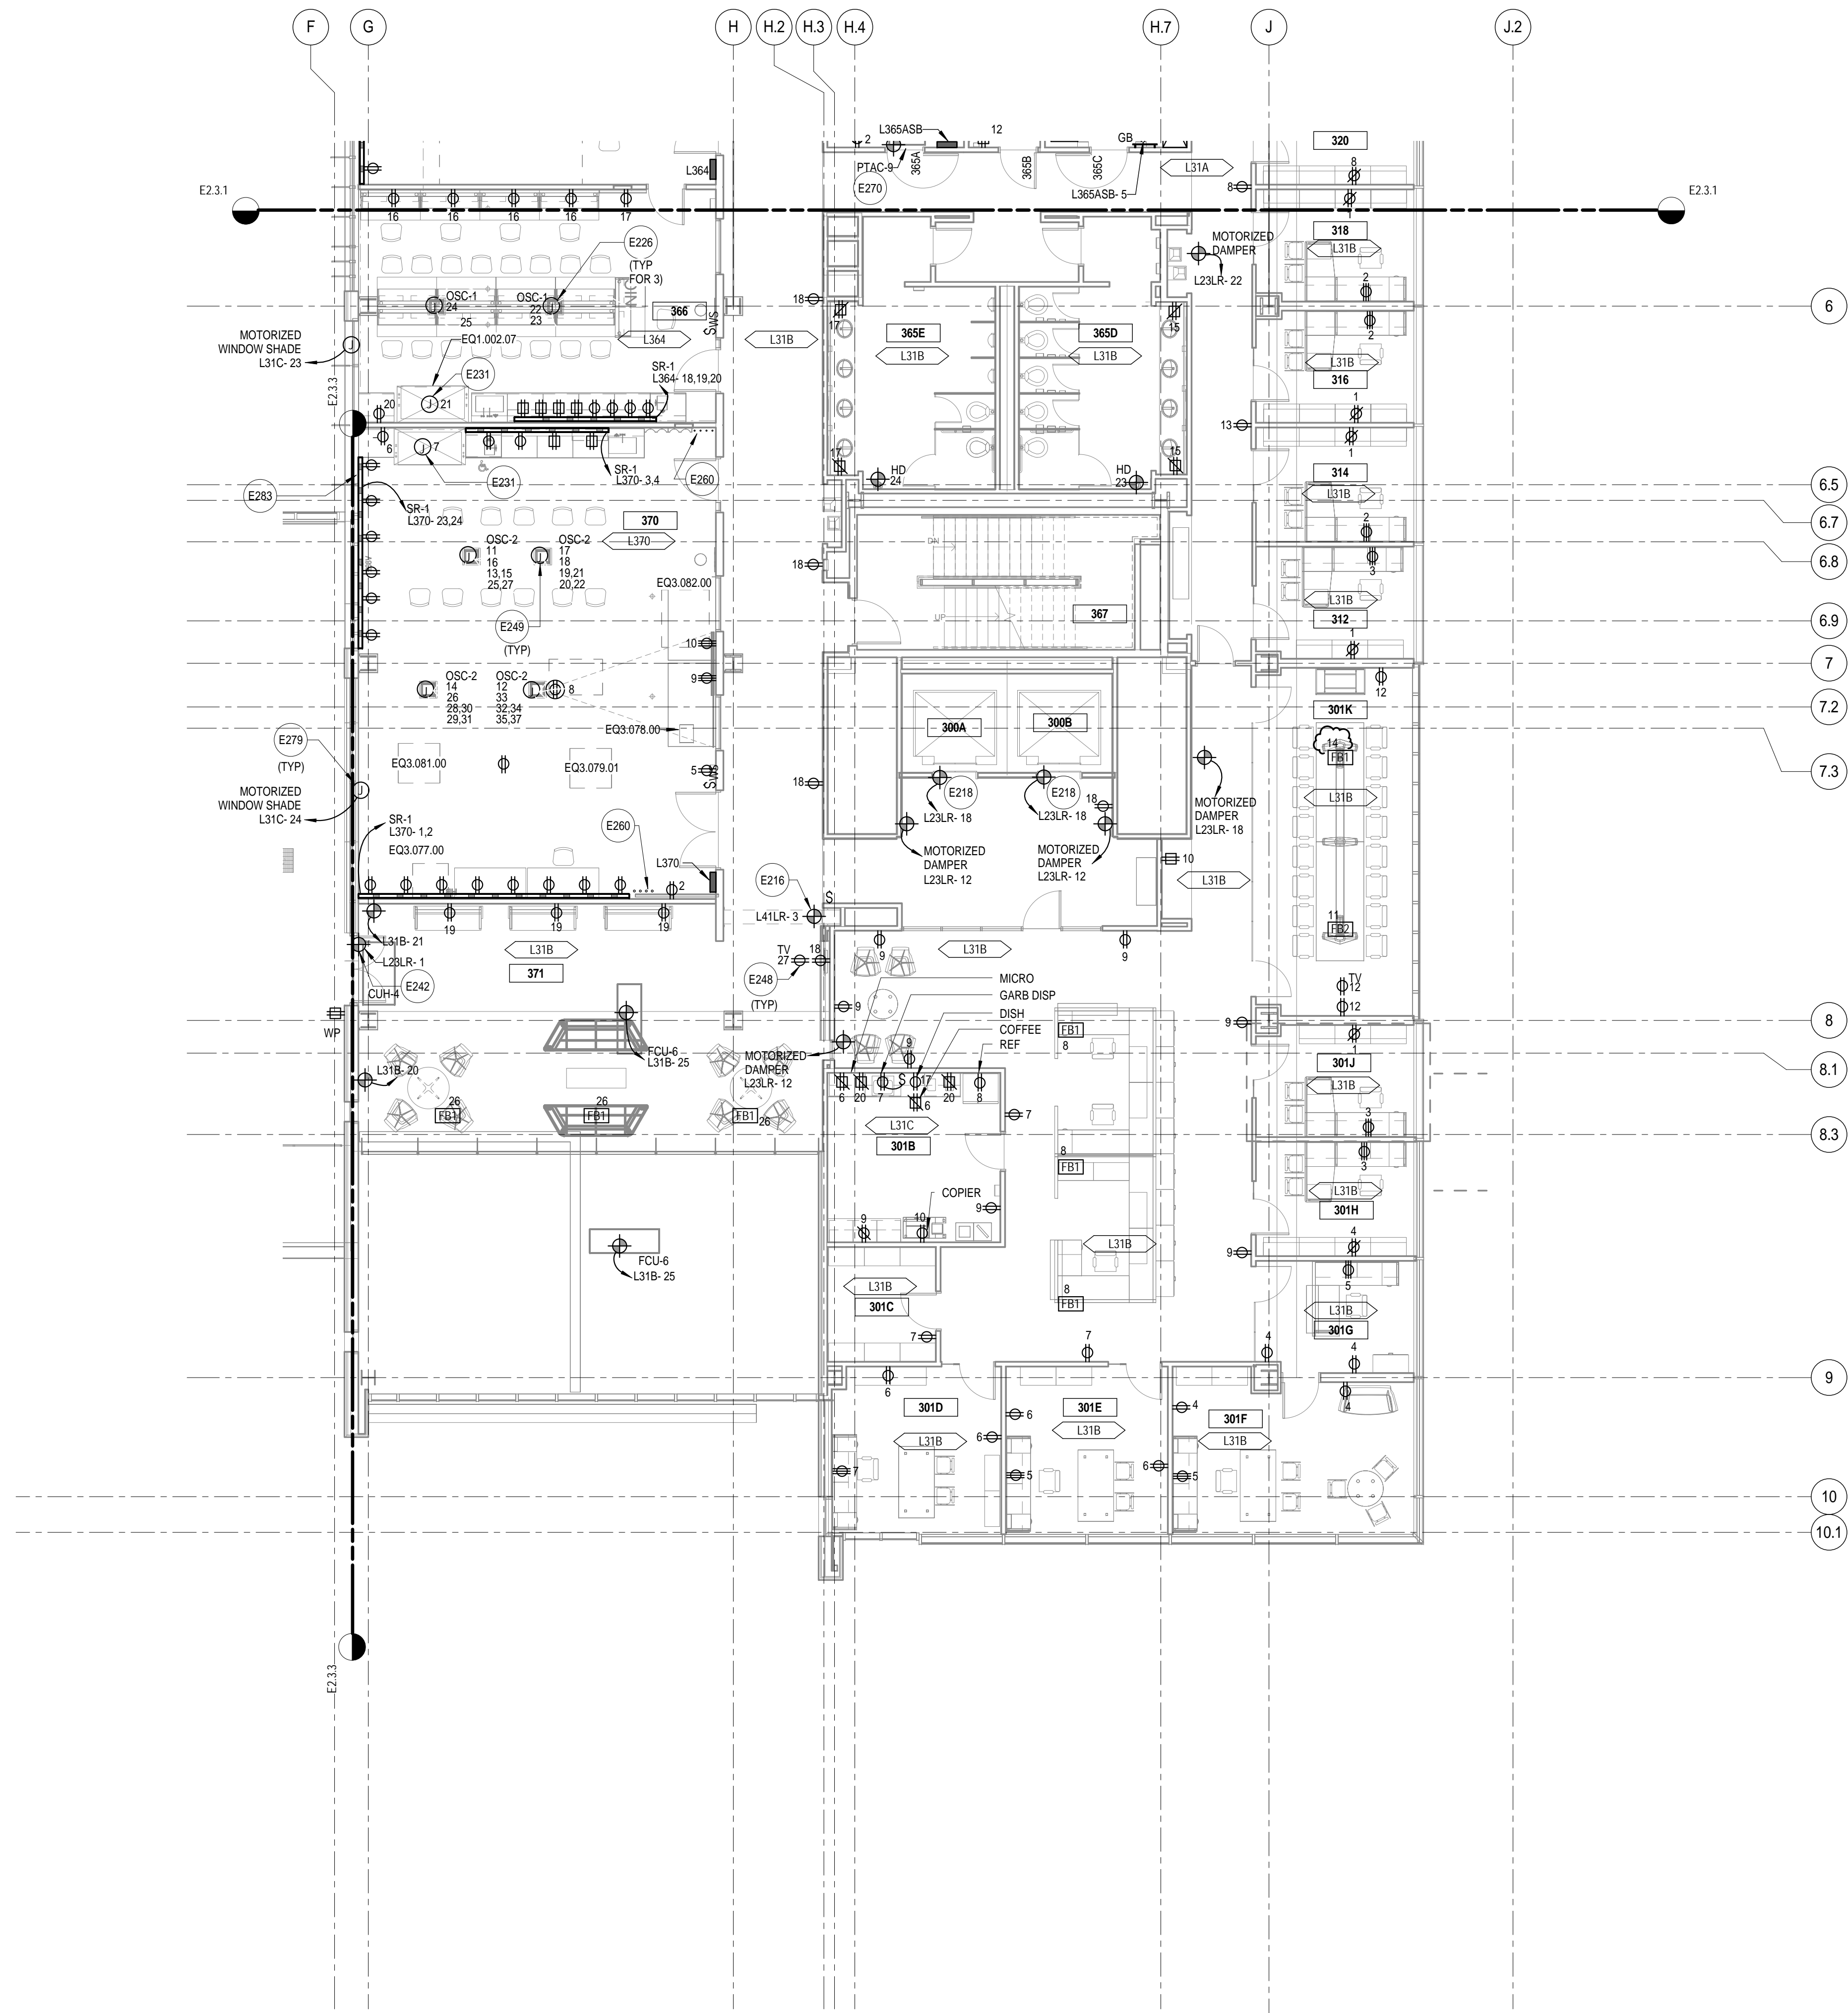 F
G
H
H.2
H.3
H.4
H.7
J
J.2
L365ASB
2
12
GB
365A
365B
365C
PTAC-9
E270
L365ASB- 5
L31A
320
8
8
L364
E2.3.1
E2.3.1
16
16
16
16
17
1
318
L31B
2
MOTORIZED
DAMPER
L23LR- 22
E226
(TYP
FOR 3)
OSC-1
24
OSC-1
22
23
25
NIC
366
SWS
L364
L31B
18
17
15
365E
L31B
365D
L31B
6
2
L31B
316
1
MOTORIZED
WINDOW SHADE
L31C- 23
EQ1.002.07
E231
SR-1
L364- 18,19,20
E2.3.3
20
J
21
6
J
7
13
1
17
15
HD
24
HD
23
314
L31B
2
6.5
6.7
6.8
E283
E231
SR-1
L370- 3,4
E260
SR-1
L370- 23,24
370
L370
OSC-2
11
16
13,15
25,27
OSC-2
17
18
19,21
20,22
EQ3.082.00
18
DN
UP
367
3
L31B
312
1
6.9
E249
(TYP)
10
9
7
OSC-2
14
26
28,30
29,31
OSC-2
12
33
32,34
35,37
8
EQ3.078.00
12
301K
300A
300B
7.2
7.3
E279
(TYP)
EQ3.081.00
EQ3.079.01
5
SWS
14
FB1
MOTORIZED
WINDOW SHADE
L31C- 24
J
18
E218
E218
18
L23LR- 18
L23LR- 18
MOTORIZED
DAMPER
L23LR- 18
L31B
SR-1
L370- 1,2
EQ3.077.00
E260
L370
2
MOTORIZED
DAMPER
L23LR- 12
MOTORIZED
DAMPER
L23LR- 12
10
L31B
E216
S
L41LR- 3
19
19
19
11
FB2
L31B- 21
L23LR- 1
L31B
371
E242
CUH-4
TV
27
18
E248
(TYP)
9
L31B
9
TV
12
12
MICRO
GARB DISP
DISH
COFFEE
REF
WP
9
FB1
8
9
8
1
8.1
301J
L31B
FCU-6
L31B- 25
MOTORIZED
DAMPER
L23LR- 12
9
L31B- 20
6
20
7
S
17
6
20
8
26
FB1
26
FB1
FB1
26
7
L31C
301B
3
8.3
8
FB1
3
L31B
301H
COPIER
9
9
10
L31B
4
9
FCU-6
L31B- 25
5
L31B
301C
8
FB1
L31B
301G
7
7
4
4
9
6
4
301D
L31B
6
6
301E
L31B
4
301F
L31B
7
5
6
5
10
10.1
E2.3.3